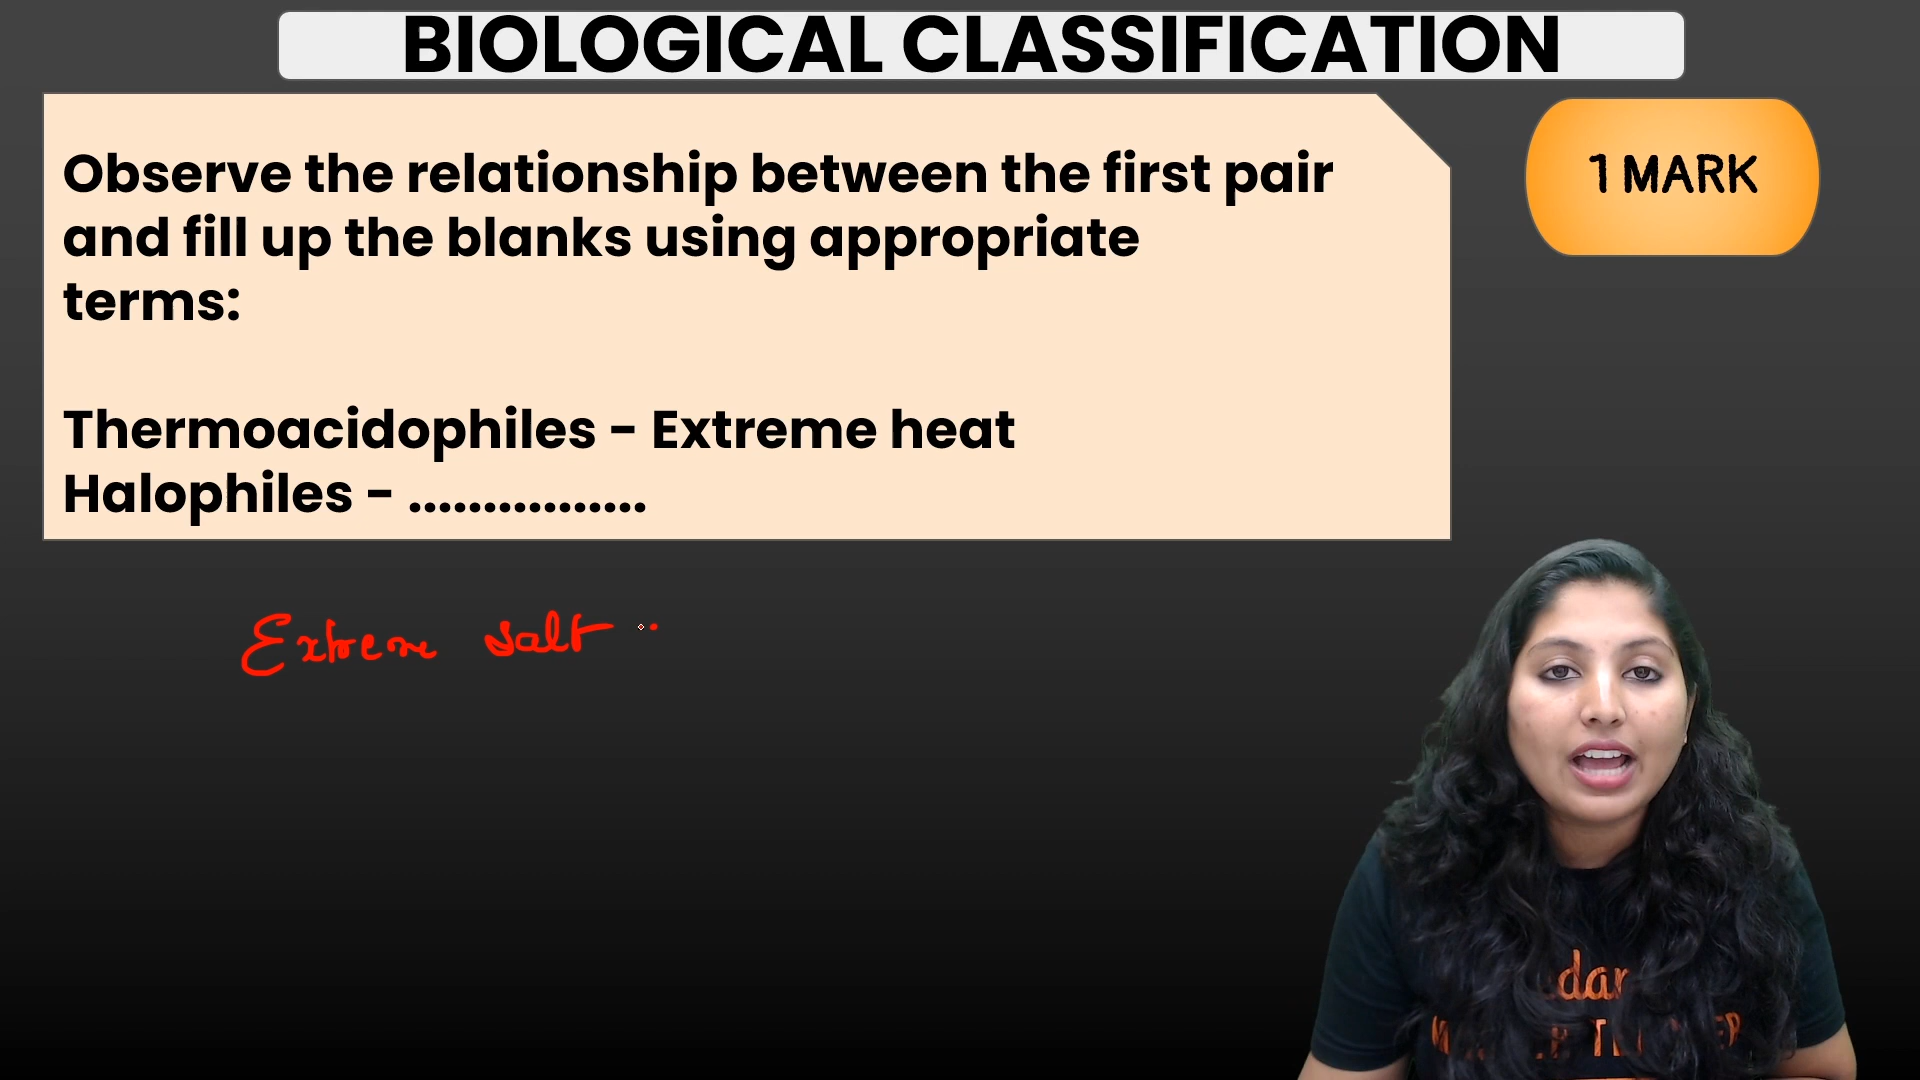 BIOLOGICAL CLASSIFICATION
Observe the relationship between the first pair
and fill up the blanks using appropriate
terms:
Thermoacidophiles - Extreme heat
Halophiles - ................
1 MARK
Extreme salt